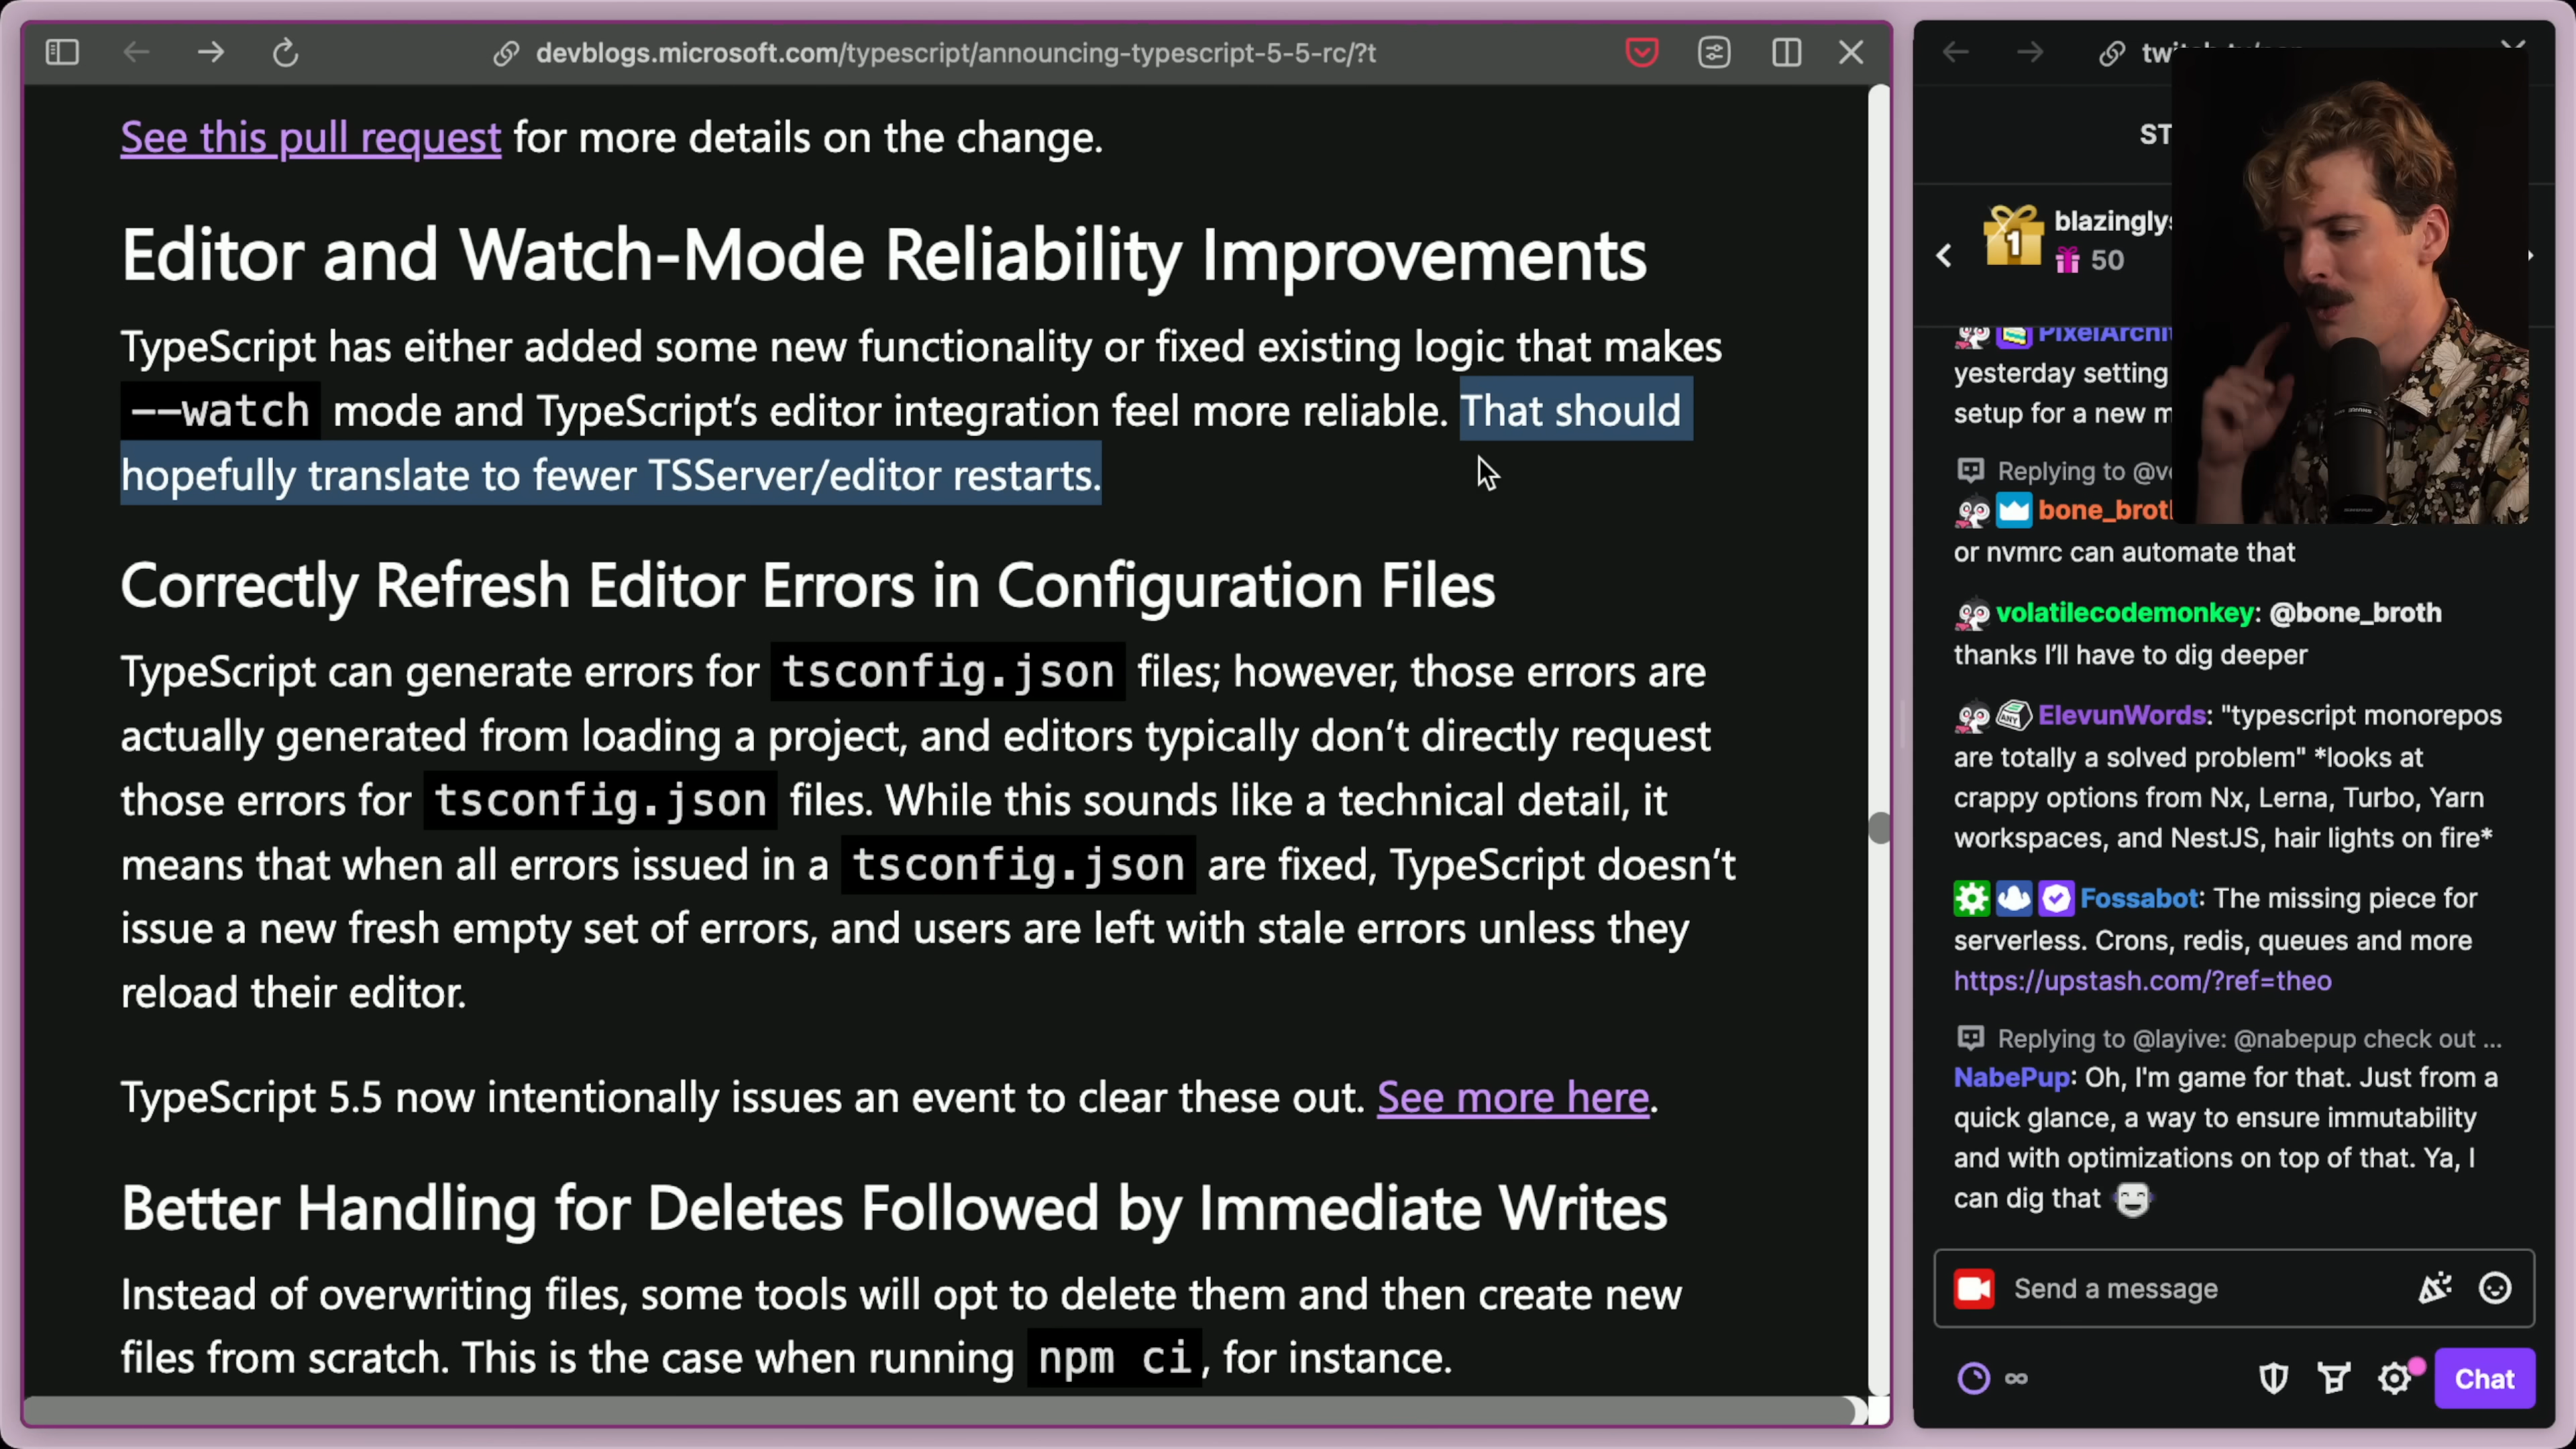 devblogs.microsoft.com/typescript/announcing-typescript-5-5-rc/?t
See this pull request for more details on the change.
Editor and Watch-Mode Reliability Improvements
TypeScript has either added some new functionality or fixed existing logic that makes
--watch mode and TypeScript’s editor integration feel more reliable. That should
hopefully translate to fewer TSServer/editor restarts.
Correctly Refresh Editor Errors in Configuration Files
TypeScript can generate errors for tsconfig.json files; however, those errors are
actually generated from loading a project, and editors typically don’t directly request
those errors for tsconfig.json files. While this sounds like a technical detail, it
means that when all errors issued in a tsconfig.json are fixed, TypeScript doesn’t
issue a new fresh empty set of errors, and users are left with stale errors unless they
reload their editor.
TypeScript 5.5 now intentionally issues an event to clear these out. See more here.
Better Handling for Deletes Followed by Immediate Writes
Instead of overwriting files, some tools will opt to delete them and then create new
files from scratch. This is the case when running npm ci, for instance.
ST
1
blazinglys
50
PixelArchi
yesterday setting
setup for a new m
Replying to @v
bone_brot
or nvmrc can automate that
volatilecodemonkey: @bone_broth
thanks I’ll have to dig deeper
ANY ElevunWords: "typescript monorepos
are totally a solved problem" *looks at
crappy options from Nx, Lerna, Turbo, Yarn
workspaces, and NestJS, hair lights on fire*
Fossabot: The missing piece for
serverless. Crons, redis, queues and more
https://upstash.com/?ref=theo
Replying to @layive: @nabepup check out ...
NabePup: Oh, I'm game for that. Just from a
quick glance, a way to ensure immutability
and with optimizations on top of that. Ya, I
can dig that
Send a message
∞
Chat